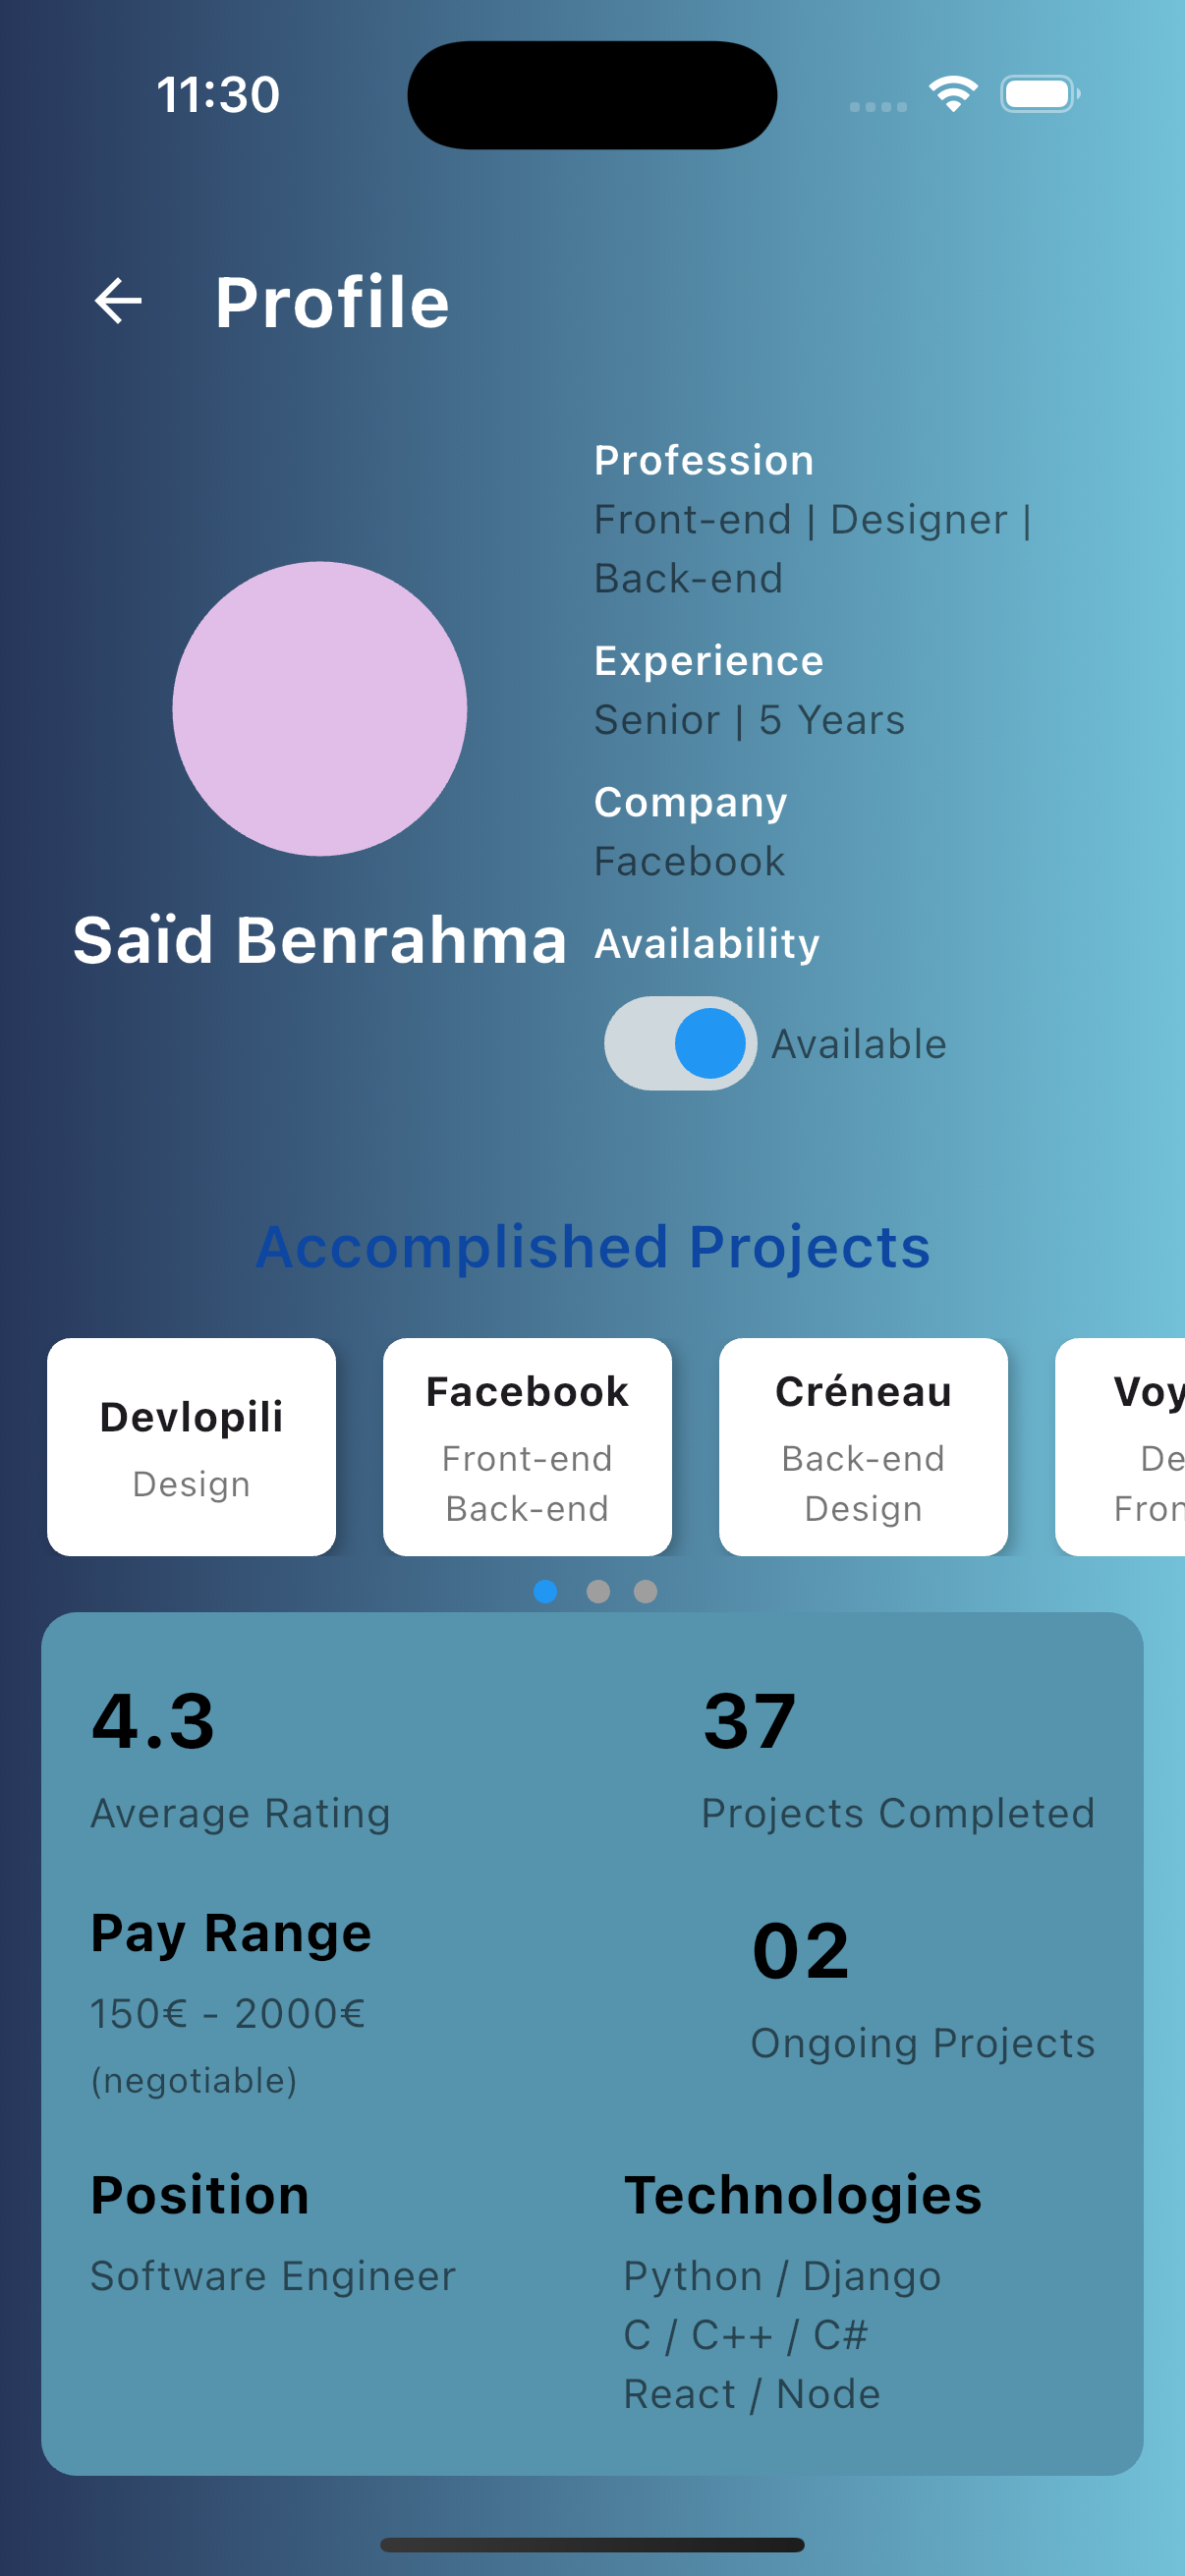 11:30
Profile
Profession
Front-end | Designer |
Back-end
Experience
Senior | 5 Years
Company
Facebook
Saïd Benrahma
Availability
Available
Accomplished Projects
Devlopili
Design
Facebook
Front-end
Back-end
Créneau
Back-end
Design
Voy
De
Fron
4.3
Average Rating
37
Projects Completed
Pay Range
150€ - 2000€
(negotiable)
02
Ongoing Projects
Position
Software Engineer
Technologies
Python / Django
C / C++ / C#
React / Node